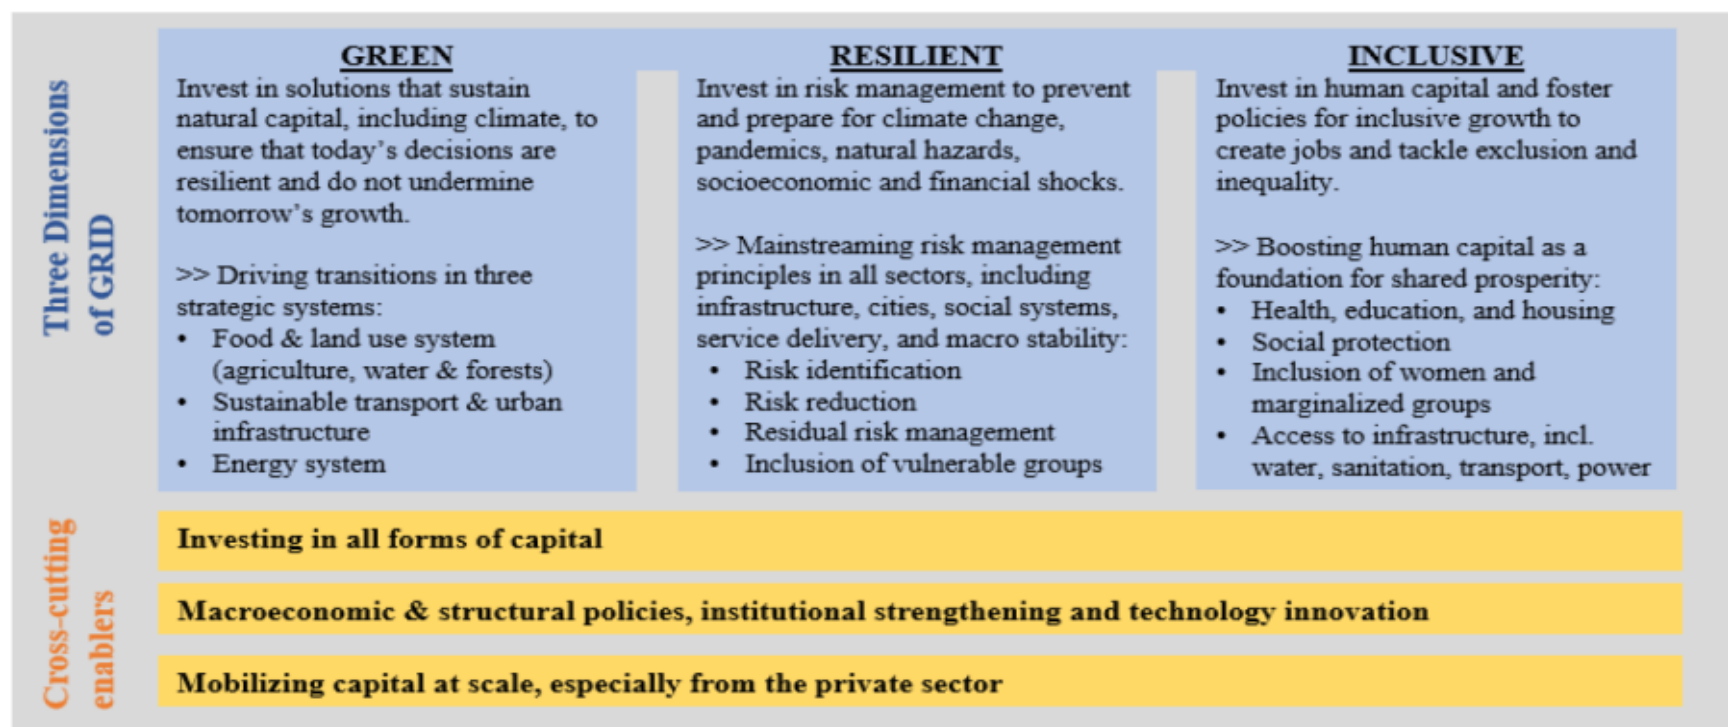 Three Dimensions
of GRID
GREEN
Invest in solutions that sustain
natural capital, including climate, to
ensure that today’s decisions are
resilient and do not undermine
tomorrow’s growth.
>> Driving transitions in three
strategic systems:
• Food & land use system
(agriculture, water & forests)
• Sustainable transport & urban
infrastructure
• Energy system
RESILIENT
Invest in risk management to prevent
and prepare for climate change,
pandemics, natural hazards,
socioeconomic and financial shocks.
>> Mainstreaming risk management
principles in all sectors, including
infrastructure, cities, social systems,
service delivery, and macro stability:
• Risk identification
• Risk reduction
• Residual risk management
• Inclusion of vulnerable groups
INCLUSIVE
Invest in human capital and foster
policies for inclusive growth to
create jobs and tackle exclusion and
inequality.
>> Boosting human capital as a
foundation for shared prosperity:
• Health, education, and housing
• Social protection
• Inclusion of women and
marginalized groups
• Access to infrastructure, incl.
water, sanitation, transport, power
Cross-cutting
enablers
Investing in all forms of capital
Macroeconomic & structural policies, institutional strengthening and technology innovation
Mobilizing capital at scale, especially from the private sector